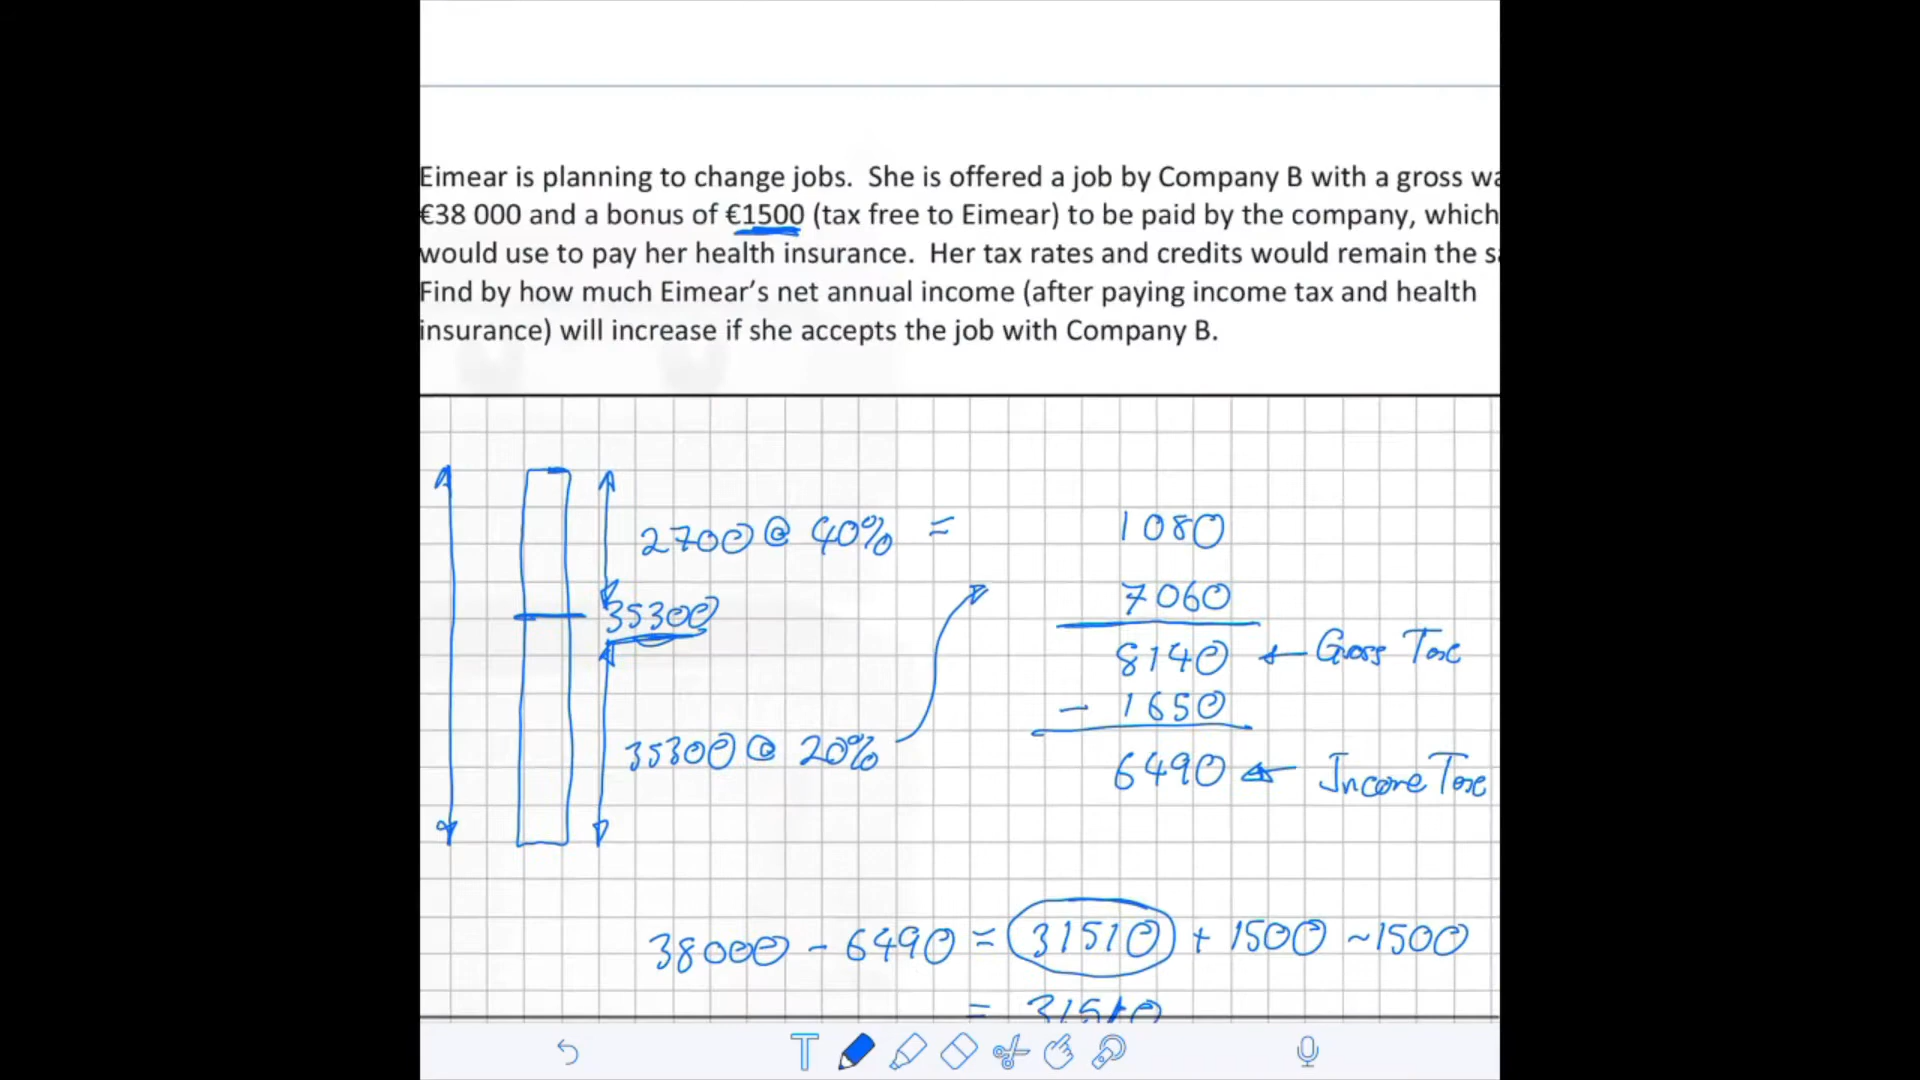 Eimear is planning to change jobs. She is offered a job by Company B with a gross wa
€38 000 and a bonus of €1500 (tax free to Eimear) to be paid by the company, which
would use to pay her health insurance. Her tax rates and credits would remain the sa
Find by how much Eimear’s net annual income (after paying income tax and health
insurance) will increase if she accepts the job with Company B.
2700 @ 40% = 1080
7060
35300
8140 ← Gross Tax
- 1650
35300 @ 20%
6490 ← Income Tax
38000 - 6490 = 31510 + 1500 - 1500
= 31510
T